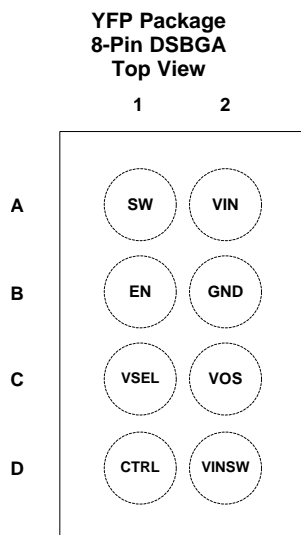 YFP Package
8-Pin DSBGA
Top View
1 2
A SW VIN
B EN GND
C VSEL VOS
D CTRL VINSW